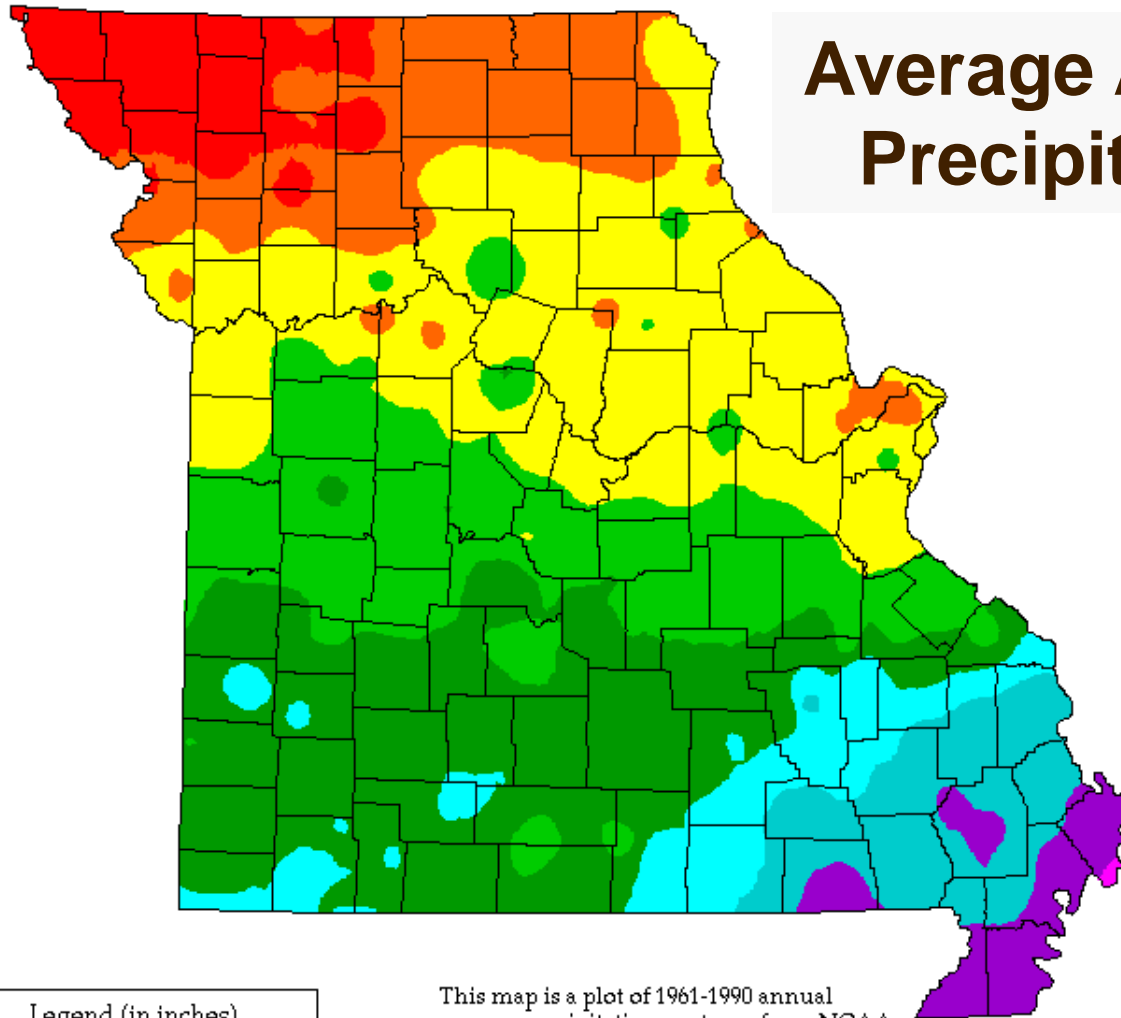 Average
Precipit
Legend (in inches)
This map is a plot of 1961-1990 annual